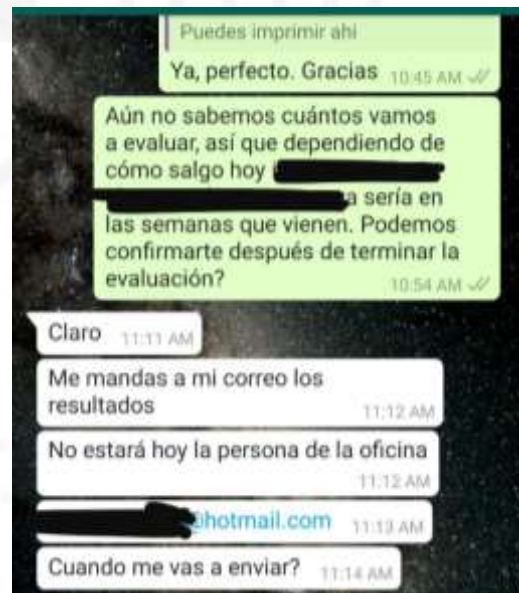 Puedes imprimir ahi
Ya, perfecto. Gracias 10:45 AM
Aún no sabemos cuántos vamos
a evaluar, así que dependiendo de
cómo salgo hoy
a sería en
las semanas que vienen. Podemos
confirmarte después de terminar la
evaluación?
10:54 AM
Claro 11:11 AM
Me mandas a mi correo los
resultados 11:12 AM
No estará hoy la persona de la oficina
11:12 AM
@hotmail.com 11:13 AM
Cuando me vas a enviar? 11:14 AM